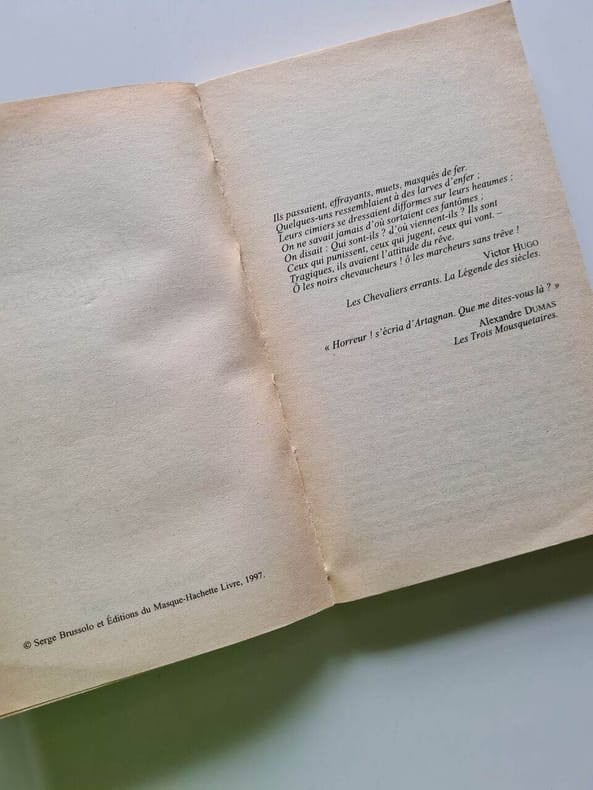 © Serge Brussolo et Éditions du Masque-Hachette Livre, 1997.
Ils passaient, effrayants, muets, masqués de fer.
Quelques-uns ressemblaient à des larves d'enfer ;
Leurs cimiers se dressaient difformes sur leurs heaumes ;
On ne savait jamais d'où sortaient ces fantômes ;
On disait : Qui sont-ils ? d'où viennent-ils ? Ils sont
Ceux qui punissent, ceux qui jugent, ceux qui vont. –
Tragiques, ils avaient l'attitude du rêve.
Ô les noirs chevaucheurs ! ô les marcheurs sans trêve !
Victor HUGO
Les Chevaliers errants. La Légende des siècles.
« Horreur ! s'écria d'Artagnan. Que me dites-vous là ? »
Alexandre DUMAS
Les Trois Mousquetaires.